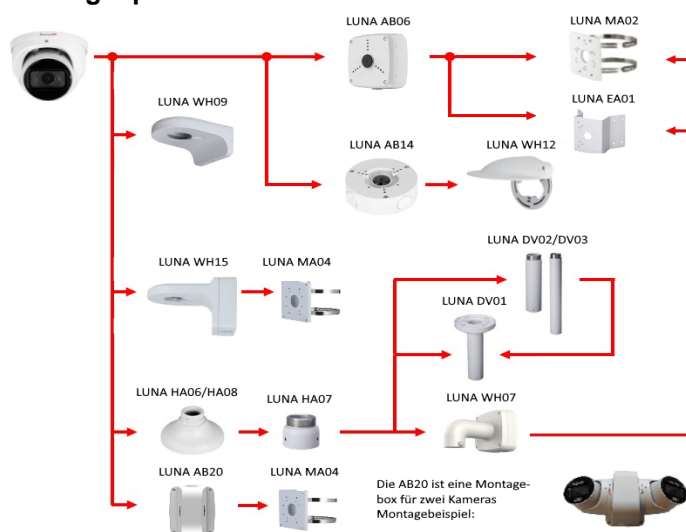 LUNA AB06
LUNA MA02
LUNA WH09
LUNA EA01
LUNA AB14
LUNA WH12
LUNA DV02/DV03
LUNA WH15
LUNA MA04
LUNA DV01
LUNA HA06/HA08
LUNA HA07
LUNA WH07
LUNA AB20
LUNA MA04
Die AB20 ist eine Montage-
box für zwei Kameras
Montagebeispiel: